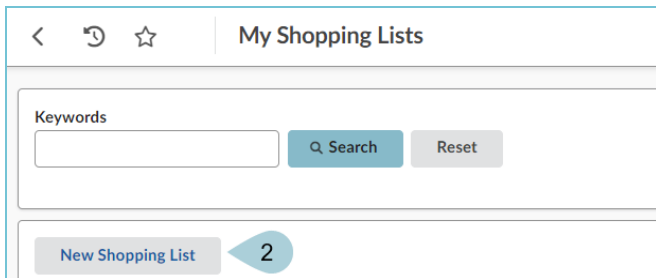 My Shopping Lists
Keywords
Search Reset
New Shopping List 2